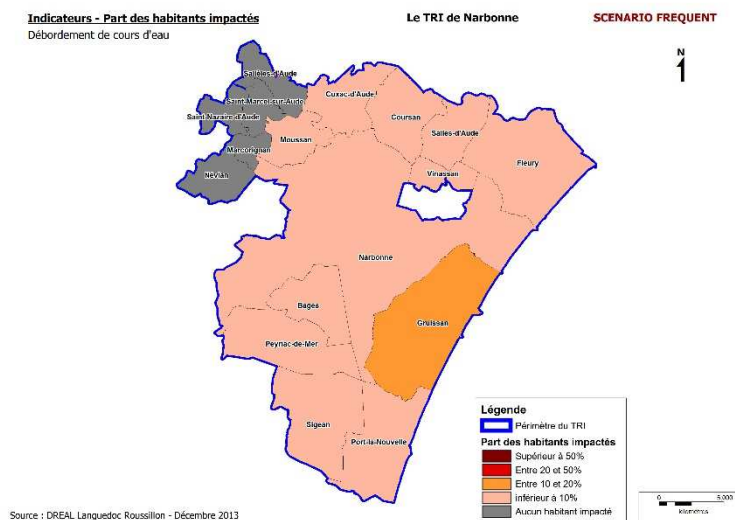 Indicateurs - Part des habitants impactés
Le TRI de Narbonne
SCENARIO FREQUENT
Débordement de cours d'eau
N
Sallèles-d'Aude
Cuxac-d'Aude
Saint-Marcel-sur-Aude
Coursan
Saint-Nazaire-d'Aude
Salles-d'Aude
Moussan
Marcorignan
Fleury
Vinassan
Névian
Narbonne
Bages
Gruissan
Peyriac-de-Mer
Sigean
Port-la-Nouvelle
Légende
Périmètre du TRI
Part des habitants impactés
Supérieur à 50%
Entre 20 et 50%
Entre 10 et 20%
inférieur à 10%
Aucun habitant impacté
0 5,000
kilomètres
Source : DREAL Languedoc Roussillon - Décembre 2013